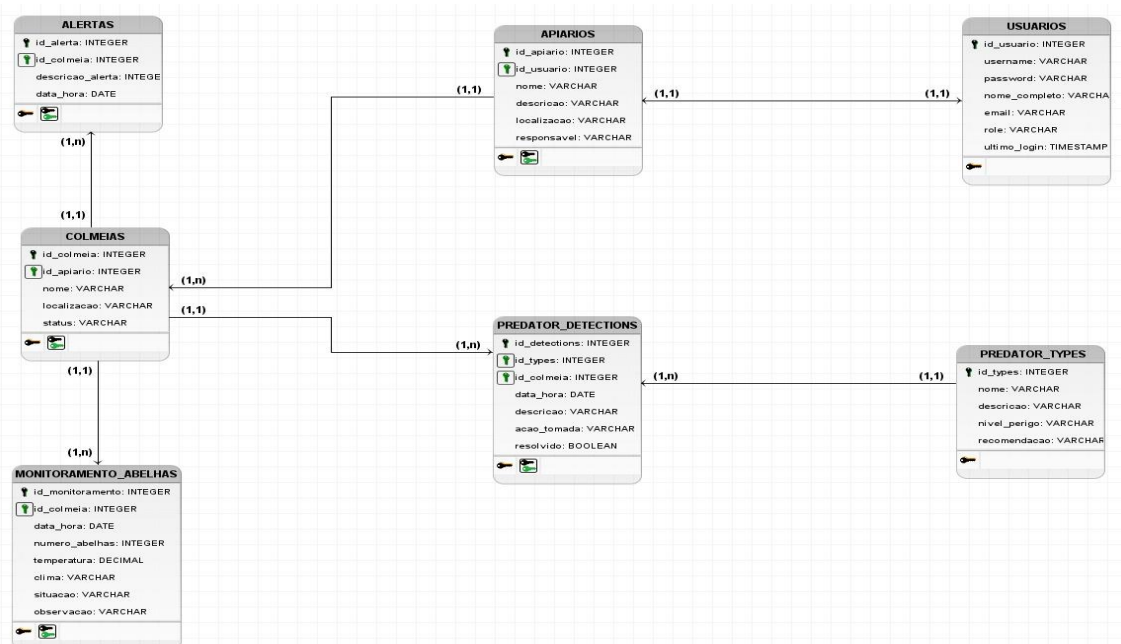 ALERTAS
id_alerta: INTEGER
id_colmeia: INTEGER
descricao_alerta: INTEGE
data_hora: DATE
(1,n)
(1,1)
APIARIOS
id_apiario: INTEGER
id_usuario: INTEGER
nome: VARCHAR
descricao: VARCHAR
localizacao: VARCHAR
responsavel: VARCHAR
(1,1)
(1,1)
(1,1)
USUARIOS
id_usuario: INTEGER
username: VARCHAR
password: VARCHAR
nome_completo: VARCHA
email: VARCHAR
role: VARCHAR
ultimo_login: TIMESTAMP
COLMEIAS
id_colmeia: INTEGER
id_apiario: INTEGER
nome: VARCHAR
localizacao: VARCHAR
status: VARCHAR
(1,n)
(1,1)
(1,1)
(1,n)
(1,n)
PREDATOR_DETECTIONS
id_detections: INTEGER
id_types: INTEGER
id_colmeia: INTEGER
data_hora: DATE
descricao: VARCHAR
acao_tomada: VARCHAR
resolvido: BOOLEAN
(1,n)
(1,1)
PREDATOR_TYPES
id_types: INTEGER
nome: VARCHAR
descricao: VARCHAR
nivel_perigo: VARCHAR
recomendacao: VARCHAR
MONITORAMENTO_ABELHAS
id_monitoramento: INTEGER
id_colmeia: INTEGER
data_hora: DATE
numero_abelhas: INTEGER
temperatura: DECIMAL
clima: VARCHAR
situacao: VARCHAR
observacao: VARCHAR